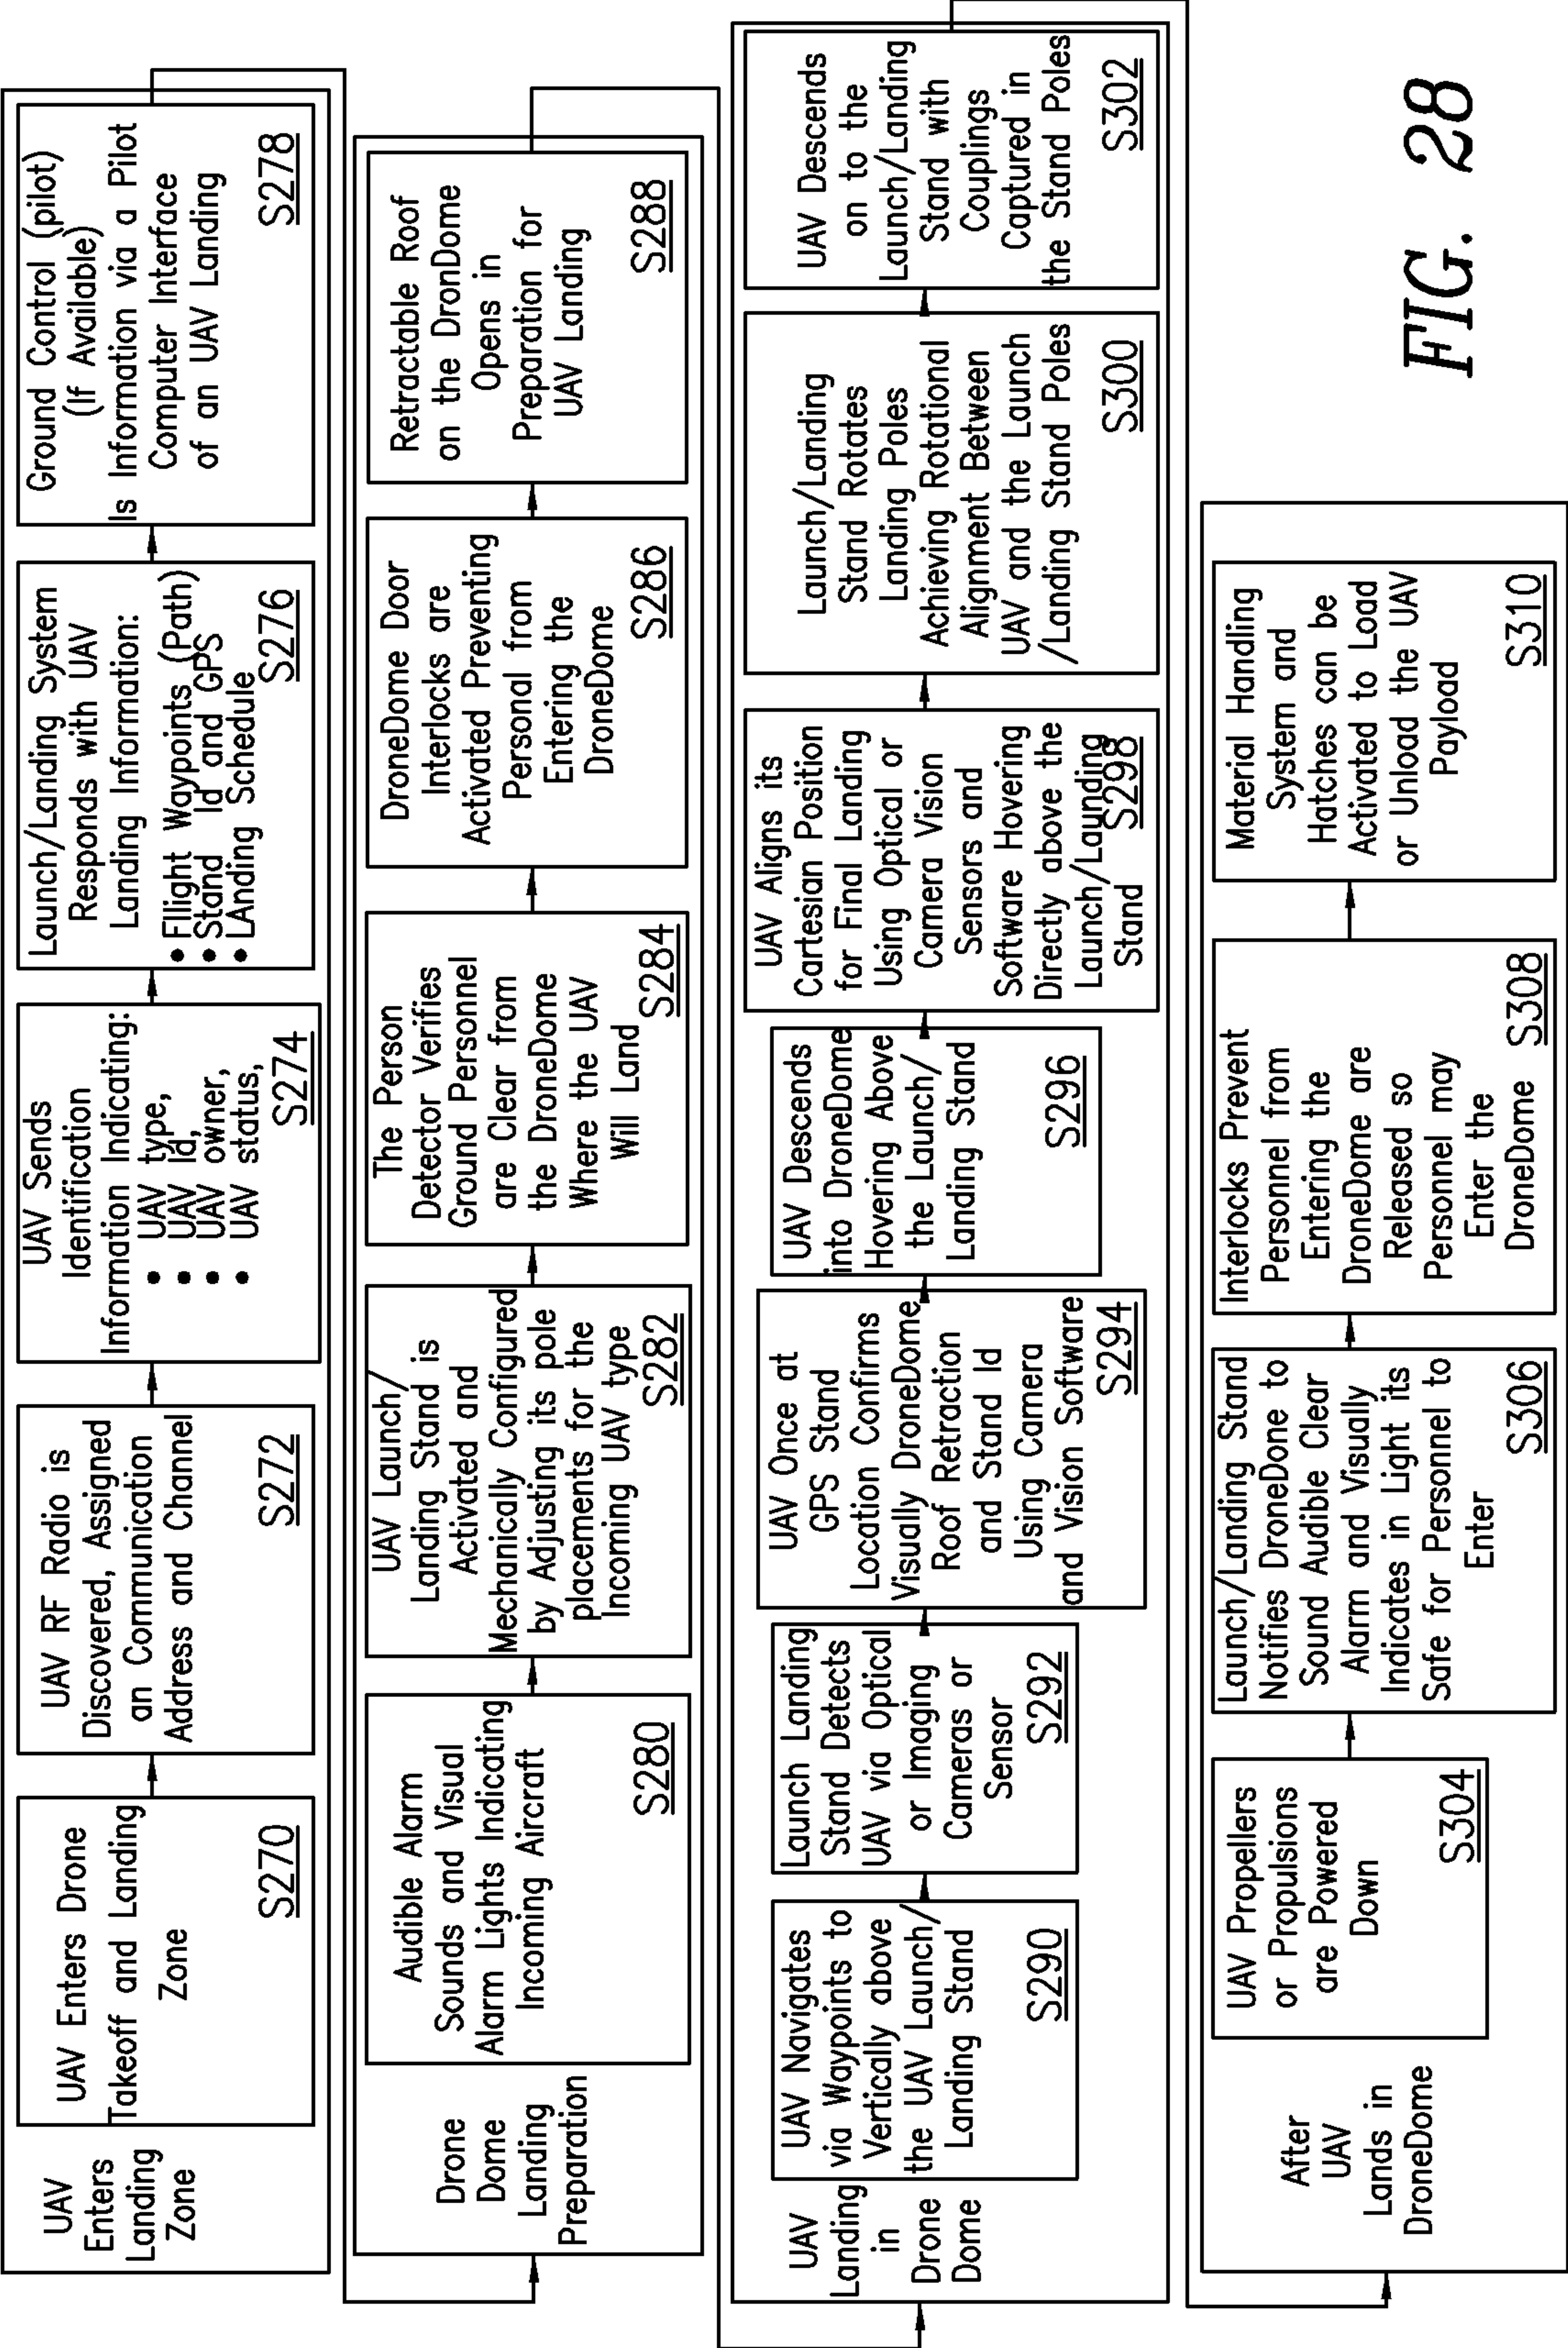 UAV
Enters
Landing
Zone
UAV Enters Drone
Takeoff and Landing
Zone
S270
UAV RF Radio is
Discovered, Assigned
an Communication
Address and Channel
S272
UAV Sends
Identification
Information Indicating:
• UAV type,
• UAV Id,
• UAV owner,
• UAV status,
S274
Launch/Landing System
Responds with UAV
Landing Information:
• Fllight Waypoints (Path)
• Stand Id and GPS
• LAnding Schedule
S276
Ground Control (pilot)
(If Available)
Is Information via a Pilot
Computer Interface
of an UAV Landing
S278
Drone
Dome
Landing
Preparation
Audible Alarm
Sounds and Visual
Alarm Lights Indicating
Incoming Aircraft
S280
UAV Launch/
Landing Stand is
Activated and
Mechanically Configured
by Adjusting its pole
placements for the
Incoming UAV type
S282
The Person
Detector Verifies
Ground Personnel
are Clear from
the DroneDome
Where the UAV
Will Land
S284
DroneDome Door
Interlocks are
Activated Preventing
Personal from
Entering the
DroneDome
S286
Retractable Roof
on the DronDome
Opens in
Preparation for
UAV Landing
S288
UAV
Landing
in
Drone
Dome
UAV Navigates
via Waypoints to
Vertically above
the UAV Launch/
Landing Stand
S290
Launch Landing
Stand Detects
UAV via Optical
or Imaging
Cameras or
Sensor
S292
UAV Once at
GPS Stand
Location Confirms
Visually DroneDome
Roof Retraction
and Stand Id
Using Camera
and Vision Software
S294
UAV Descends
into DroneDome
Hovering Above
the Launch/
Landing Stand
S296
UAV Aligns its
Cartesian Position
for Final Landing
Using Optical or
Camera Vision
Sensors and
Software Hovering
Directly above the
Launch/Launding
Stand
S298
Launch/Landing
Stand Rotates
Landing Poles
Achieving Rotational
Alignment Between
UAV and the Launch
/Landing Stand Poles
S300
UAV Descends
on to the
Launch/Landing
Stand with
Couplings
Captured in
the Stand Poles
S302
After
UAV
Lands in
DroneDome
UAV Propellers
or Propulsions
are Powered
Down
S304
Launch/Landing Stand
Notifies DroneDone to
Sound Audible Clear
Alarm and Visually
Indicates in Light its
Safe for Personnel to
Enter
S306
Interlocks Prevent
Personnel from
Entering the
DroneDome are
Released so
Personnel may
Enter the
DroneDome
S308
Material Handling
System and
Hatches can be
Activated to Load
or Unload the UAV
Payload
S310
FIG. 28